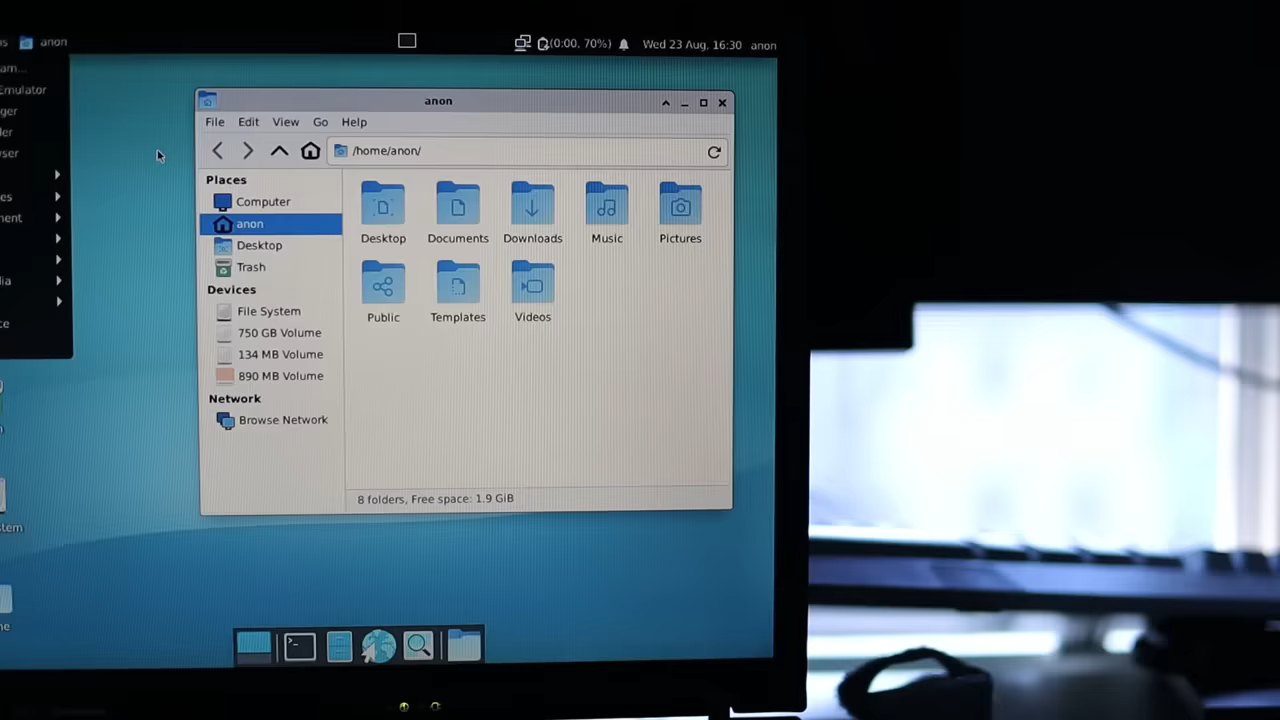 anon
(0:00, 70%)
Wed 23 Aug, 16:30
anon
Emulator
anon
File Edit View Go Help
/home/anon/
Places
Computer
anon
Desktop
Trash
Devices
File System
750 GB Volume
134 MB Volume
890 MB Volume
Network
Browse Network
Desktop
Documents
Downloads
Music
Pictures
Public
Templates
Videos
8 folders, Free space: 1.9 GiB